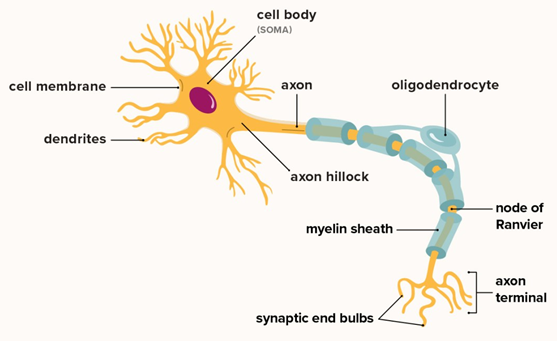 cell body
(SOMA)
cell membrane
axon
oligodendrocyte
dendrites
axon hillock
node of
Ranvier
myelin sheath
axon
terminal
synaptic end bulbs